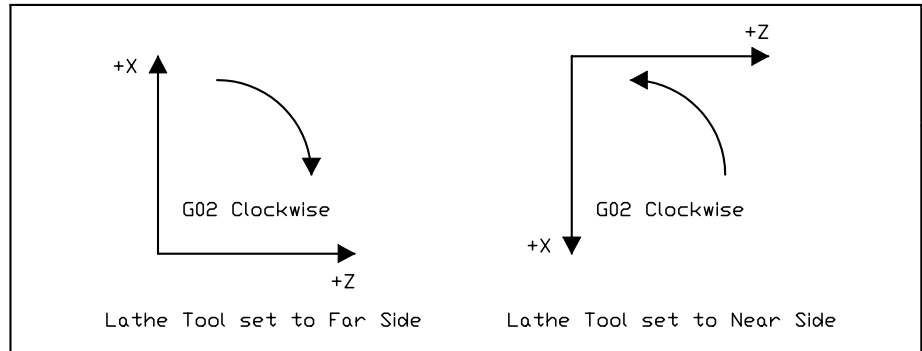 +X
G02 Clockwise
+Z
Lathe Tool set to Far Side
+Z
G02 Clockwise
+X
Lathe Tool set to Near Side